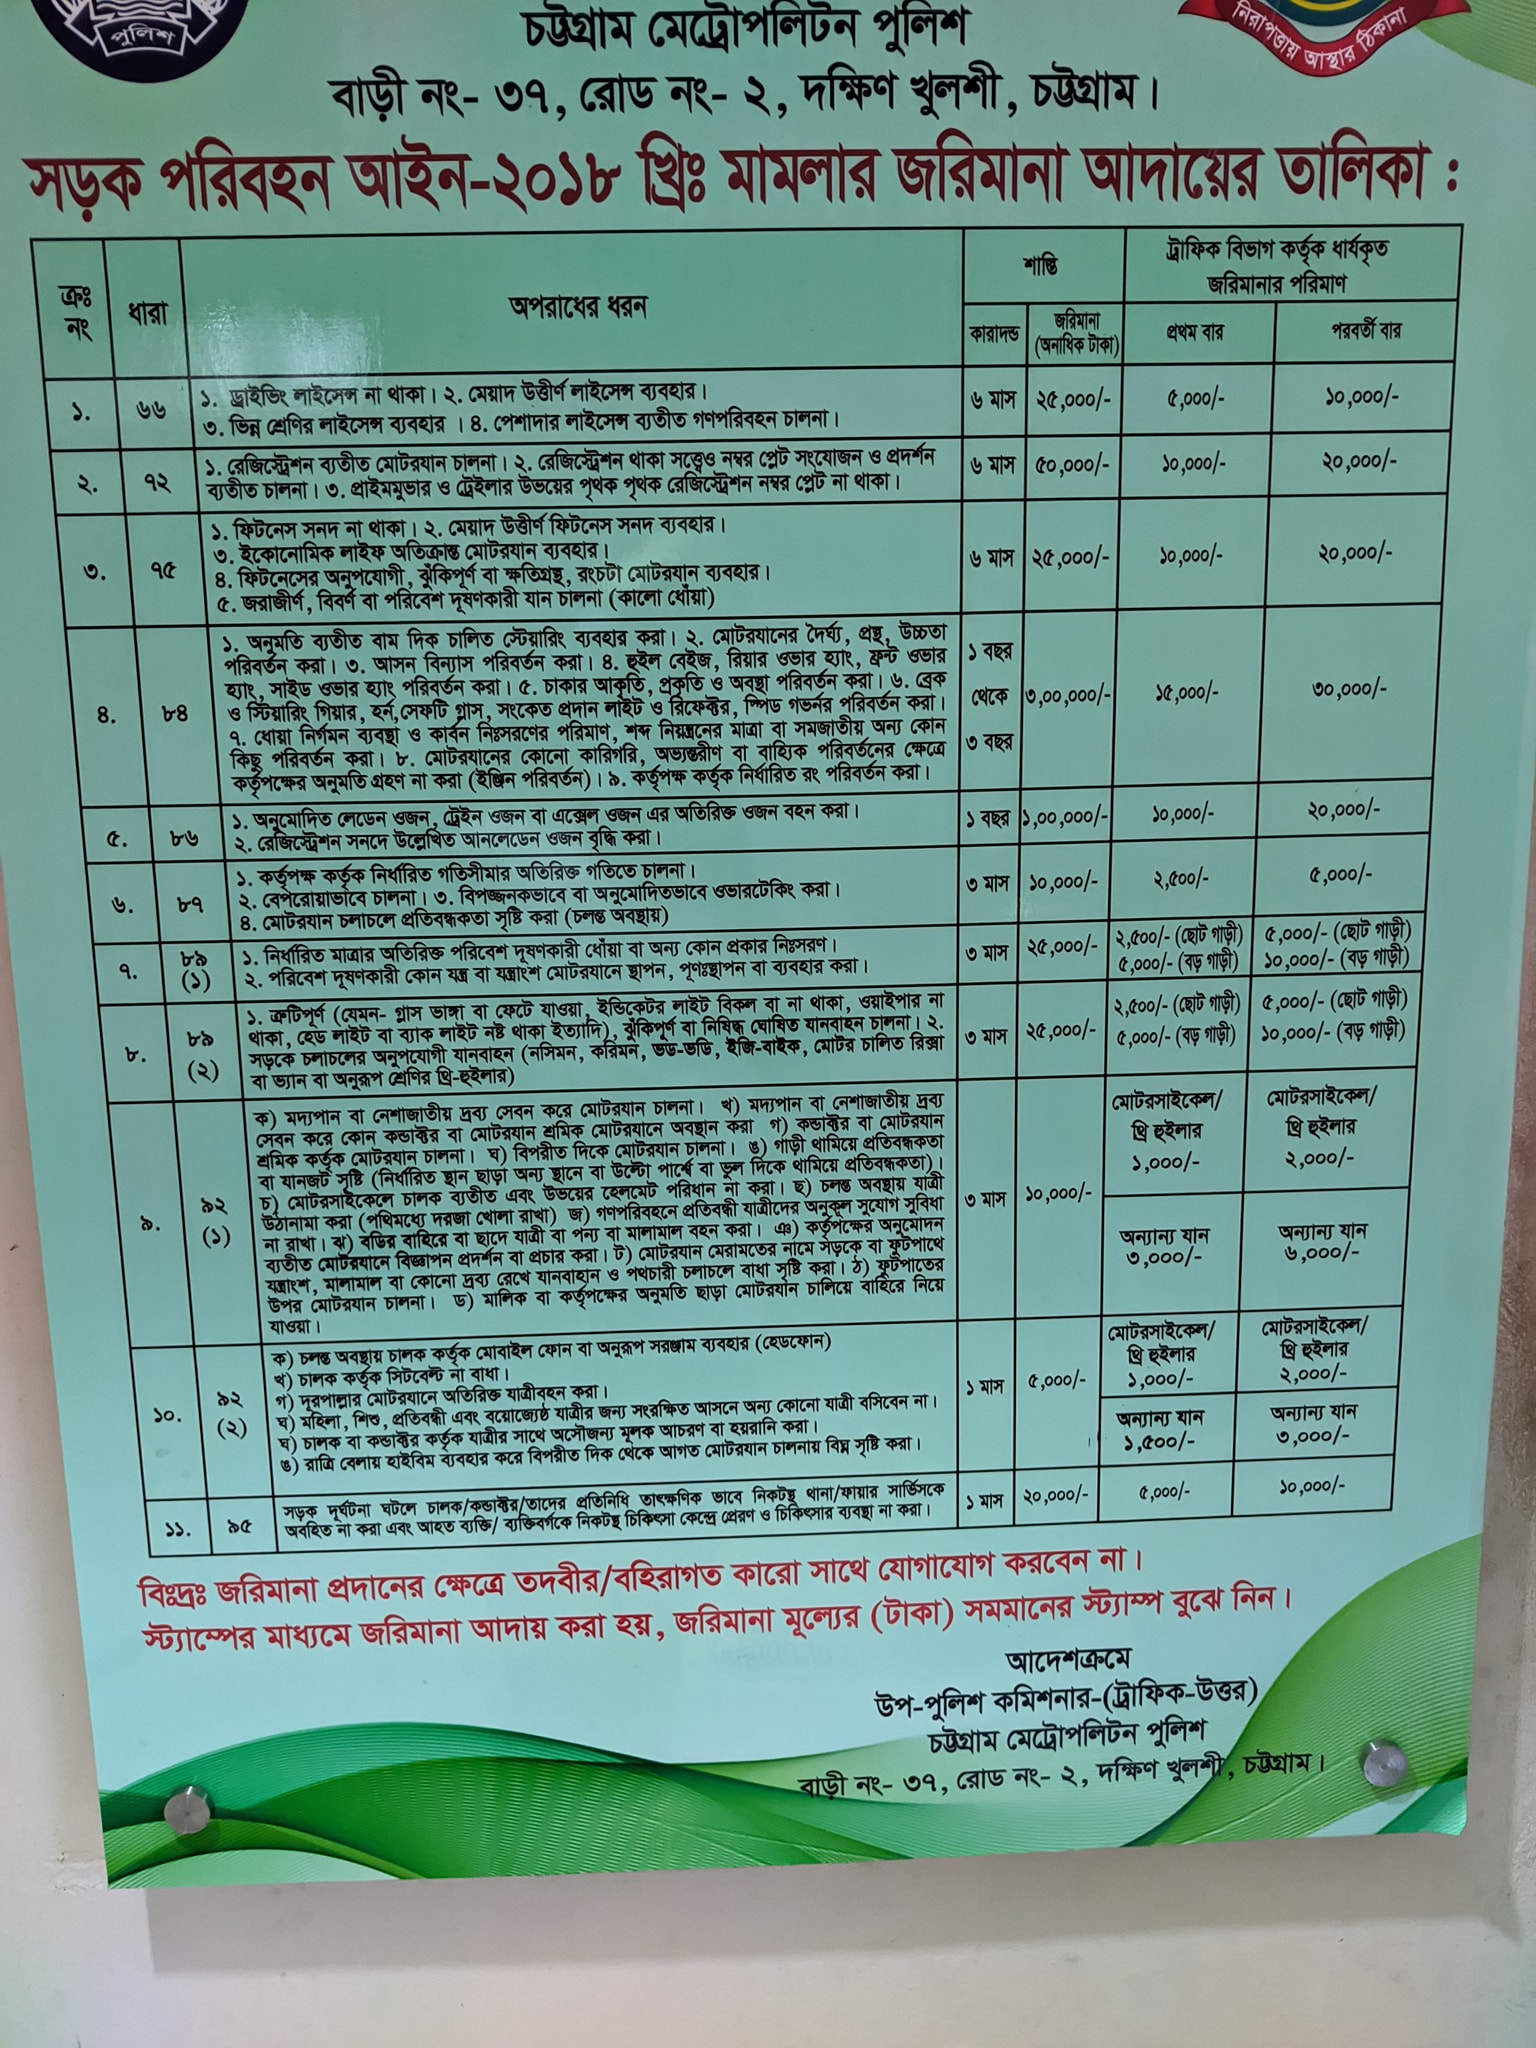 পুলিশ
নিরাপত্তায় আস্থার ঠিকানা
চট্টগ্রাম মেট্রোপলিটন পুলিশ
বাড়ী নং- ৩৭, রোড নং- ২, দক্ষিণ খুলশী, চট্টগ্রাম।
সড়ক পরিবহন আইন-২০১৮ খ্রিঃ মামলার জরিমানা আদায়ের তালিকা :
ক্রঃ নং
ধারা
অপরাধের ধরন
শাস্তি
ট্রাফিক বিভাগ কর্তৃক ধার্যকৃত
জরিমানার পরিমাণ
কারাদন্ড
জরিমানা
(অনাধিক টাকা)
প্রথম বার
পরবর্তী বার
১.
৬৬
১. ড্রাইভিং লাইসেন্স না থাকা। ২. মেয়াদ উত্তীর্ণ লাইসেন্স ব্যবহার।
৩. ভিন্ন শ্রেণির লাইসেন্স ব্যবহার । ৪. পেশাদার লাইসেন্স ব্যতীত গণপরিবহন চালনা।
৬ মাস
২৫,০০০/-
৫,০০০/-
১০,০০০/-
২.
৭২
১. রেজিস্ট্রেশন ব্যতীত মোটরযান চালনা। ২. রেজিস্ট্রেশন থাকা সত্ত্বেও নম্বর প্লেট সংযোজন ও প্রদর্শন
ব্যতীত চালনা। ৩. প্রাইমমুভার ও ট্রেইলার উভয়ের পৃথক পৃথক রেজিস্ট্রেশন নম্বর প্লেট না থাকা।
৬ মাস
৫০,০০০/-
১০,০০০/-
২০,০০০/-
৩.
৭৫
১. ফিটনেস সনদ না থাকা। ২. মেয়াদ উত্তীর্ণ ফিটনেস সনদ ব্যবহার।
৩. ইকোনোমিক লাইফ অতিক্রান্ত মোটরযান ব্যবহার।
৪. ফিটনেসের অনুপযোগী, ঝুঁকিপূর্ণ বা ক্ষতিগ্রস্থ, রংচটা মোটরযান ব্যবহার।
৫. জরাজীর্ণ, বিবর্ণ বা পরিবেশ দূষণকারী যান চালনা (কালো ধোঁয়া)
৬ মাস
২৫,০০০/-
১০,০০০/-
২০,০০০/-
৪.
৮৪
১. অনুমতি ব্যতীত বাম দিক চালিত স্টেয়ারিং ব্যবহার করা। ২. মোটরযানের দৈর্ঘ্য, প্রস্থ, উচ্চতা
পরিবর্তন করা। ৩. আসন বিন্যাস পরিবর্তন করা। ৪. হুইল বেইজ, রিয়ার ওভার হ্যাং, ফ্রন্ট ওভার
হ্যাং, সাইড ওভার হ্যাং পরিবর্তন করা। ৫. চাকার আকৃতি, প্রকৃতি ও অবস্থা পরিবর্তন করা। ৬. ব্রেক
ও স্টিয়ারিং গিয়ার, হর্ন,সেফটি গ্লাস, সংকেত প্রদান লাইট ও রিফেক্টর, স্পিড গভর্নর পরিবর্তন করা।
৭. ধোয়া নির্গমন ব্যবস্থা ও কার্বন নিঃসরণের পরিমাণ, শব্দ নিয়ন্ত্রনের মাত্রা বা সমজাতীয় অন্য কোন
কিছু পরিবর্তন করা। ৮. মোটরযানের কোনো কারিগরি, অভ্যন্তরীণ বা বাহ্যিক পরিবর্তনের ক্ষেত্রে
কর্তৃপক্ষের অনুমতি গ্রহণ না করা (ইঞ্জিন পরিবর্তন)। ৯. কর্তৃপক্ষ কর্তৃক নির্ধারিত রং পরিবর্তন করা।
১ বছর
থেকে
৩ বছর
৩,০০,০০০/-
১৫,০০০/-
৩০,০০০/-
৫.
৮৬
১. অনুমোদিত লেডেন ওজন, ট্রেইন ওজন বা এক্সেল ওজন এর অতিরিক্ত ওজন বহন করা।
২. রেজিস্ট্রেশন সনদে উল্লেখিত আনলেডেন ওজন বৃদ্ধি করা।
১ বছর
১,০০,০০০/-
১০,০০০/-
২০,০০০/-
৬.
৮৭
১. কর্তৃপক্ষ কর্তৃক নির্ধারিত গতিসীমার অতিরিক্ত গতিতে চালনা।
২. বেপরোয়াভাবে চালনা। ৩. বিপজ্জনকভাবে বা অনুমোদিতভাবে ওভারটেকিং করা।
৪. মোটরযান চলাচলে প্রতিবন্ধকতা সৃষ্টি করা (চলন্ত অবস্থায়)
৩ মাস
১০,০০০/-
২,৫০০/-
৫,০০০/-
৭.
৮৯
(১)
১. নির্ধারিত মাত্রার অতিরিক্ত পরিবেশ দূষণকারী ধোঁয়া বা অন্য কোন প্রকার নিঃসরণ।
২. পরিবেশ দূষণকারী কোন যন্ত্র বা যন্ত্রাংশ মোটরযানে স্থাপন, পূণঃস্থাপন বা ব্যবহার করা।
৩ মাস
২৫,০০০/-
২,৫০০/- (ছোট গাড়ী)
৫,০০০/- (বড় গাড়ী)
৫,০০০/- (ছোট গাড়ী)
১০,০০০/- (বড় গাড়ী)
৮.
৮৯
(২)
১. ত্রুটিপূর্ণ (যেমন- গ্লাস ভাঙ্গা বা ফেটে যাওয়া, ইন্ডিকেটর লাইট বিকল বা না থাকা, ওয়াইপার না
থাকা, হেড লাইট বা ব্যাক লাইট নষ্ট থাকা ইত্যাদি), ঝুঁকিপূর্ণ বা নিষিদ্ধ ঘোষিত যানবাহন চালনা। ২.
সড়কে চলাচলের অনুপযোগী যানবাহন (নসিমন, করিমন, ভড-ভডি, ইজি-বাইক, মোটর চালিত রিক্সা
বা ভ্যান বা অনুরূপ শ্রেণির থ্রি-হুইলার)
৩ মাস
২৫,০০০/-
২,৫০০/- (ছোট গাড়ী)
৫,০০০/- (বড় গাড়ী)
৫,০০০/- (ছোট গাড়ী)
১০,০০০/- (বড় গাড়ী)
৯.
৯২
(১)
ক) মদ্যপান বা নেশাজাতীয় দ্রব্য সেবন করে মোটরযান চালনা। খ) মদ্যপান বা নেশাজাতীয় দ্রব্য
সেবন করে কোন কন্ডাক্টর বা মোটরযান শ্রমিক মোটরযানে অবস্থান করা গ) কন্ডাক্টর বা মোটরযান
শ্রমিক কর্তৃক মোটরযান চালনা। ঘ) বিপরীত দিকে মোটরযান চালনা। ঙ) গাড়ী থামিয়ে প্রতিবন্ধকতা
বা যানজট সৃষ্টি (নির্ধারিত স্থান ছাড়া অন্য স্থানে বা উল্টো পার্শ্বে বা ভুল দিকে থামিয়ে প্রতিবন্ধকতা)।
চ) মোটরসাইকেলে চালক ব্যতীত এবং উভয়ের হেলমেট পরিধান না করা। ছ) চলন্ত অবস্থায় যাত্রী
উঠানামা করা (পথিমধ্যে দরজা খোলা রাখা) জ) গণপরিবহনে প্রতিবন্ধী যাত্রীদের অনুকূল সুযোগ সুবিধা
না রাখা। ঝ) বডির বাহিরে বা ছাদে যাত্রী বা পন্য বা মালামাল বহন করা। ঞ) কর্তৃপক্ষের অনুমোদন
ব্যতীত মোটরযানে বিজ্ঞাপন প্রদর্শন বা প্রচার করা। ট) মোটরযান মেরামতের নামে সড়কে বা ফুটপাথে
যন্ত্রাংশ, মালামাল বা কোনো দ্রব্য রেখে যানবাহান ও পথচারী চলাচলে বাধা সৃষ্টি করা। ঠ) ফুটপাতের
উপর মোটরযান চালনা। ড) মালিক বা কর্তৃপক্ষের অনুমতি ছাড়া মোটরযান চালিয়ে বাহিরে নিয়ে
যাওয়া।
৩ মাস
১০,০০০/-
মোটরসাইকেল/
থ্রি হুইলার
১,০০০/-
মোটরসাইকেল/
থ্রি হুইলার
২,০০০/-
অন্যান্য যান
৩,০০০/-
অন্যান্য যান
৬,০০০/-
১০.
৯২
(২)
ক) চলন্ত অবস্থায় চালক কর্তৃক মোবাইল ফোন বা অনুরূপ সরঞ্জাম ব্যবহার (হেডফোন)
খ) চালক কর্তৃক সিটবেল্ট না বাধা।
গ) দূরপাল্লার মোটরযানে অতিরিক্ত যাত্রীবহন করা।
ঘ) মহিলা, শিশু, প্রতিবন্ধী এবং বয়োজ্যেষ্ঠ যাত্রীর জন্য সংরক্ষিত আসনে অন্য কোনো যাত্রী বসিবেন না।
ঘ) চালক বা কন্ডাক্টর কর্তৃক যাত্রীর সাথে অসৌজন্য মূলক আচরণ বা হয়রানি করা।
ঙ) রাত্রি বেলায় হাইবিম ব্যবহার করে বিপরীত দিক থেকে আগত মোটরযান চালনায় বিঘ্ন সৃষ্টি করা।
১ মাস
৫,০০০/-
মোটরসাইকেল/
থ্রি হুইলার
১,০০০/-
মোটরসাইকেল/
থ্রি হুইলার
২,০০০/-
অন্যান্য যান
১,৫০০/-
অন্যান্য যান
৩,০০০/-
১১.
৯৫
সড়ক দূর্ঘটনা ঘটলে চালক/কন্ডাক্টর/তাদের প্রতিনিধি তাৎক্ষণিক ভাবে নিকটস্থ থানা/ফায়ার সার্ভিসকে
অবহিত না করা এবং আহত ব্যক্তি/ ব্যক্তিবর্গকে নিকটস্থ চিকিৎসা কেন্দ্রে প্রেরণ ও চিকিৎসার ব্যবস্থা না করা।
১ মাস
২০,০০০/-
৫,০০০/-
১০,০০০/-
বিঃদ্রঃ জরিমানা প্রদানের ক্ষেত্রে তদবীর/বহিরাগত কারো সাথে যোগাযোগ করবেন না।
স্ট্যাম্পের মাধ্যমে জরিমানা আদায় করা হয়, জরিমানা মূল্যের (টাকা) সমমানের স্ট্যাম্প বুঝে নিন।
আদেশক্রমে
উপ-পুলিশ কমিশনার-(ট্রাফিক-উত্তর)
চট্টগ্রাম মেট্রোপলিটন পুলিশ
বাড়ী নং- ৩৭, রোড নং- ২, দক্ষিণ খুলশী, চট্টগ্রাম।